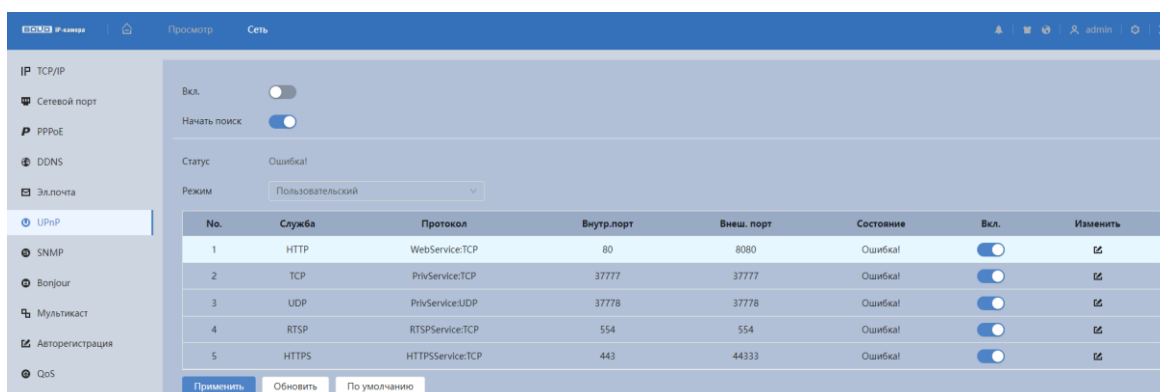 BOLID IP-камера Просмотр Сеть admin
IP TCP/IP
Сетевой порт
P PPPoE
DDNS
Эл.почта
UPnP
SNMP
Bonjour
Мультикаст
Авторегистрация
QoS
Вкл.
Начать поиск
Статус Ошибка!
Режим Пользовательский
No. Служба Протокол Внутр.порт Внеш. порт Состояние Вкл. Изменить
1 HTTP WebService:TCP 80 8080 Ошибка!
2 TCP PrivService:TCP 37777 37777 Ошибка!
3 UDP PrivService:UDP 37778 37778 Ошибка!
4 RTSP RTSPService:TCP 554 554 Ошибка!
5 HTTPS HTTPSService:TCP 443 44333 Ошибка!
Применить Обновить По умолчанию